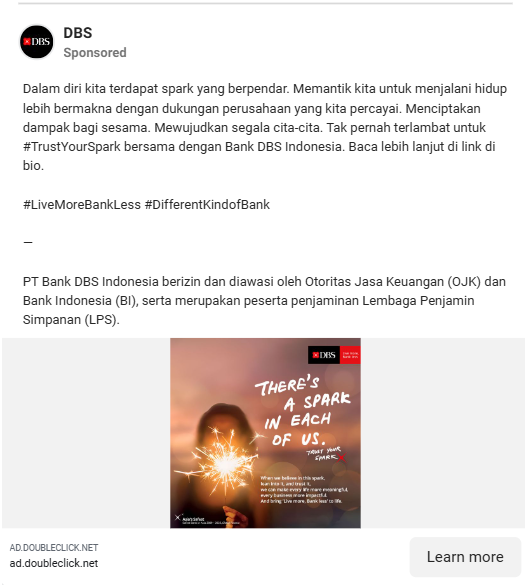 DBS
DBS
Sponsored
Dalam diri kita terdapat spark yang berpendar. Memantik kita untuk menjalani hidup
lebih bermakna dengan dukungan perusahaan yang kita percayai. Menciptakan
dampak bagi sesama. Mewujudkan segala cita-cita. Tak pernah terlambat untuk
#TrustYourSpark bersama dengan Bank DBS Indonesia. Baca lebih lanjut di link di
bio.
#LiveMoreBankLess #DifferentKindofBank
—
PT Bank DBS Indonesia berizin dan diawasi oleh Otoritas Jasa Keuangan (OJK) dan
Bank Indonesia (BI), serta merupakan peserta penjaminan Lembaga Penjamin
Simpanan (LPS).
DBS
THERE'S
A SPARK
IN EACH
OF US.
TRUST YOUR
SPARK
When we believe in this spark,
lean into it, and trust it,
we can make every life more meaningful,
every business more impactful.
And bring 'Live more, Bank less' to life.
AD.DOUBLECLICK.NET
ad.doubleclick.net
Learn more